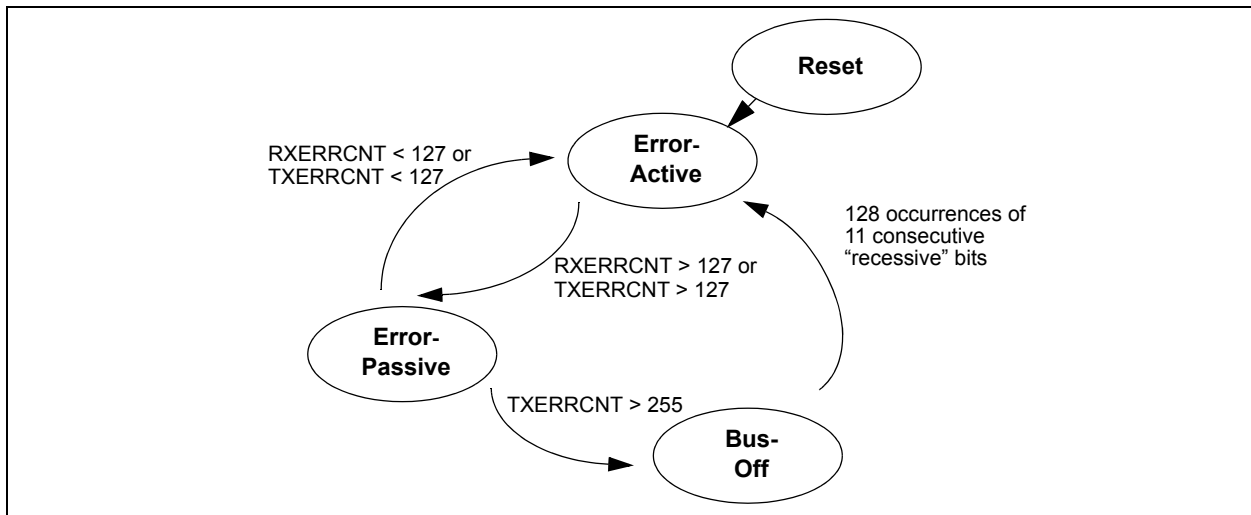 Reset
Error-
Active
RXERRCNT < 127 or
TXERRCNT < 127
128 occurrences of
11 consecutive
“recessive” bits
RXERRCNT > 127 or
TXERRCNT > 127
Error-
Passive
TXERRCNT > 255
Bus-
Off